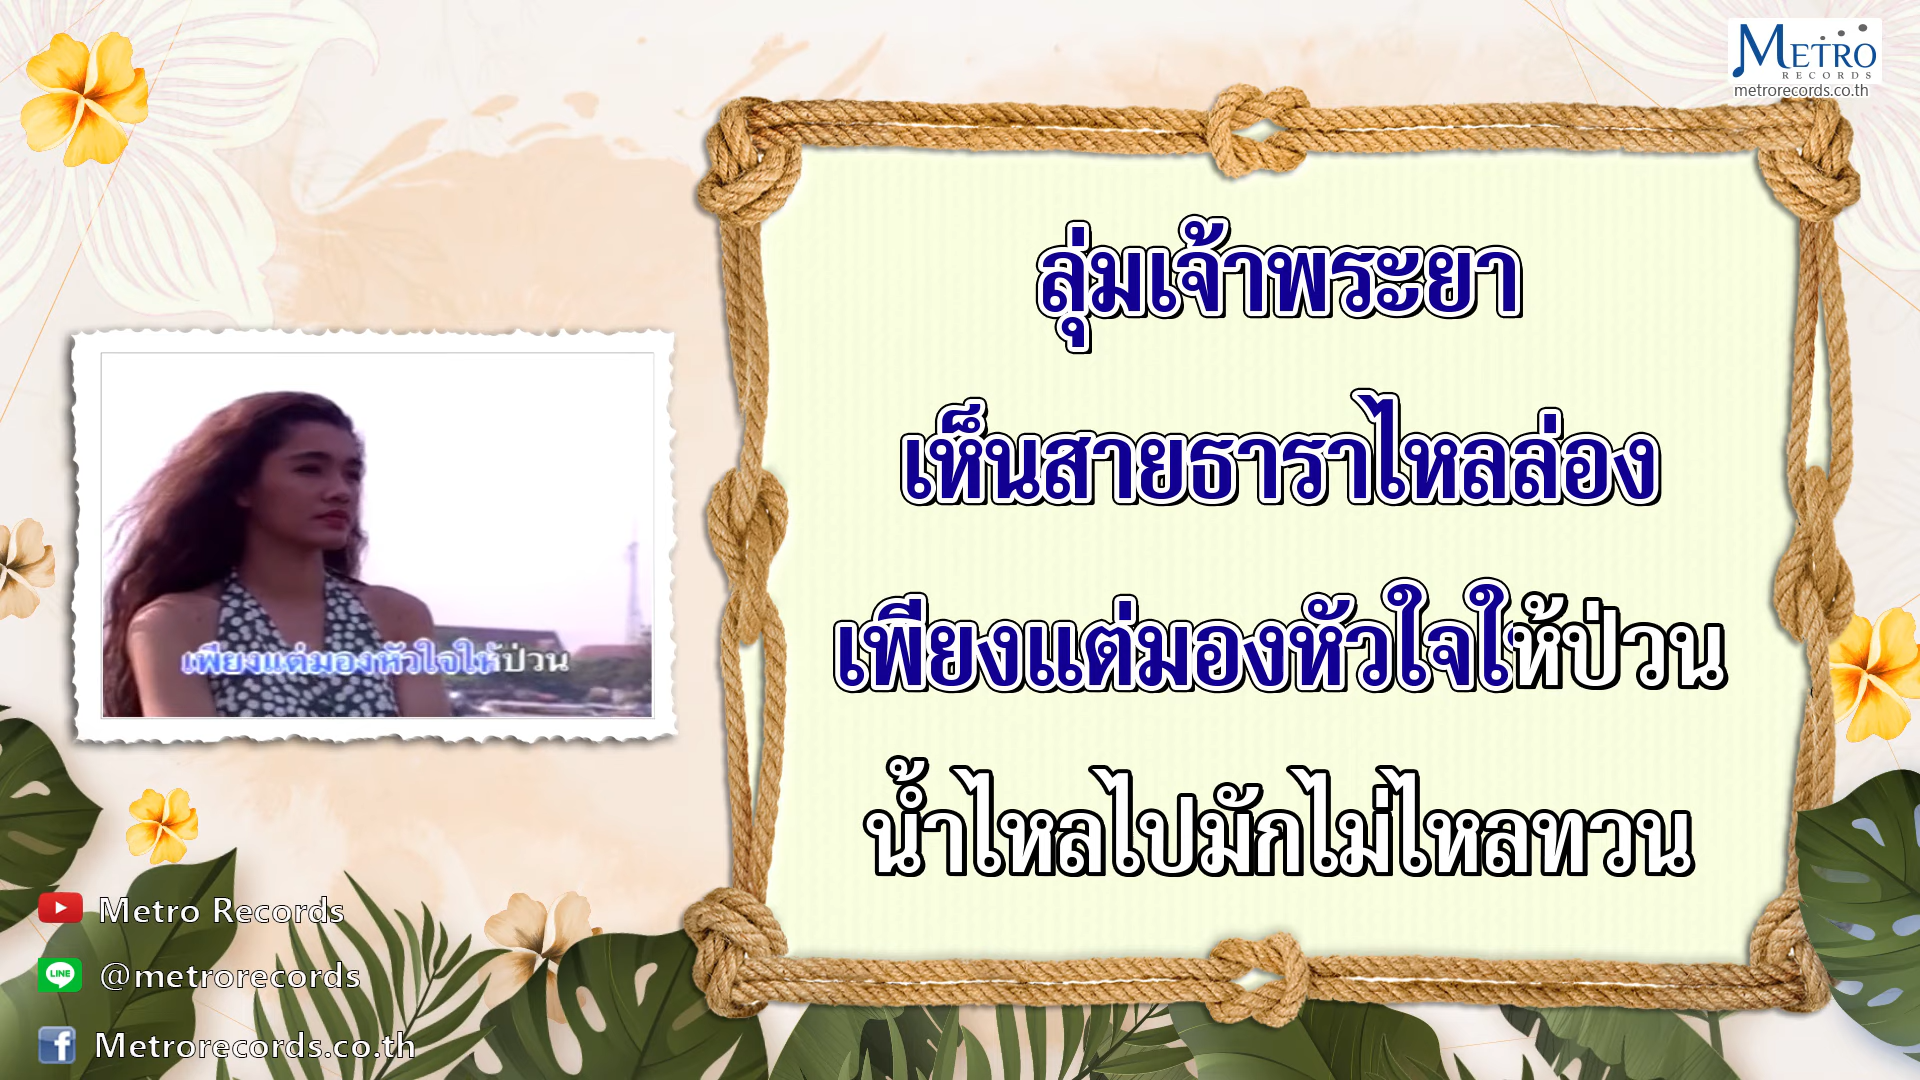 METRO
RECORDS
metrorecords.co.th
ลุ่มเจ้าพระยา
เห็นสายธาราไหลล่อง
เพียงแต่มองหัวใจให้ป่วน
น้ำไหลไปมักไม่ไหลทวน
เพียงแต่มองหัวใจให้ป่วน
Metro Records
LINE
@metrorecords
f
Metrorecords.co.th